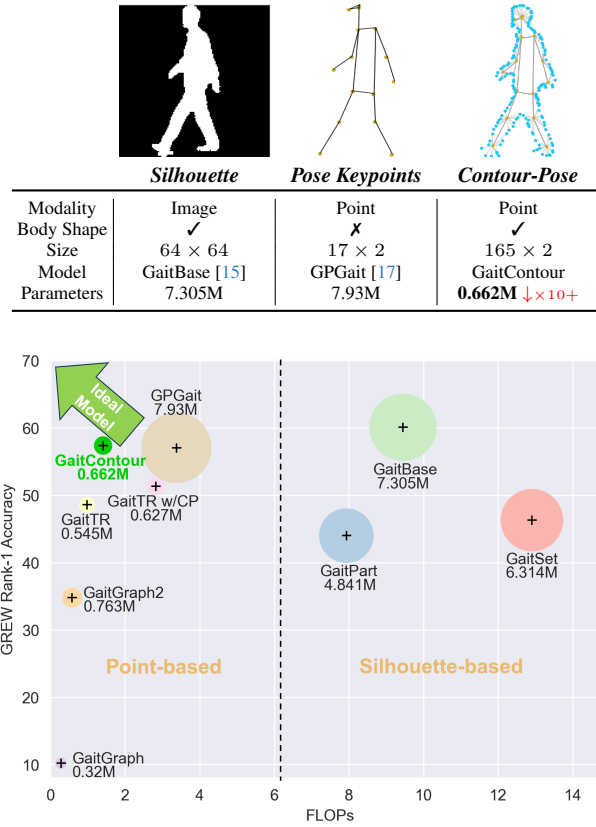 Silhouette Pose Keypoints Contour-Pose
Modality Image Point Point
Body Shape ✓ ✗ ✓
Size 64 × 64 17 × 2 165 × 2
Model GaitBase [15] GPGait [17] GaitContour
Parameters 7.305M 7.93M 0.662M ↓×10+
70
60
50
40
30
20
10
GREW Rank-1 Accuracy
Ideal
Model
GPGait
7.93M
GaitContour
0.662M
GaitTR w/CP
0.627M
GaitTR
0.545M
GaitGraph2
0.763M
GaitGraph
0.32M
GaitBase
7.305M
GaitPart
4.841M
GaitSet
6.314M
Point-based Silhouette-based
0 2 4 6 8 10 12 14
FLOPs